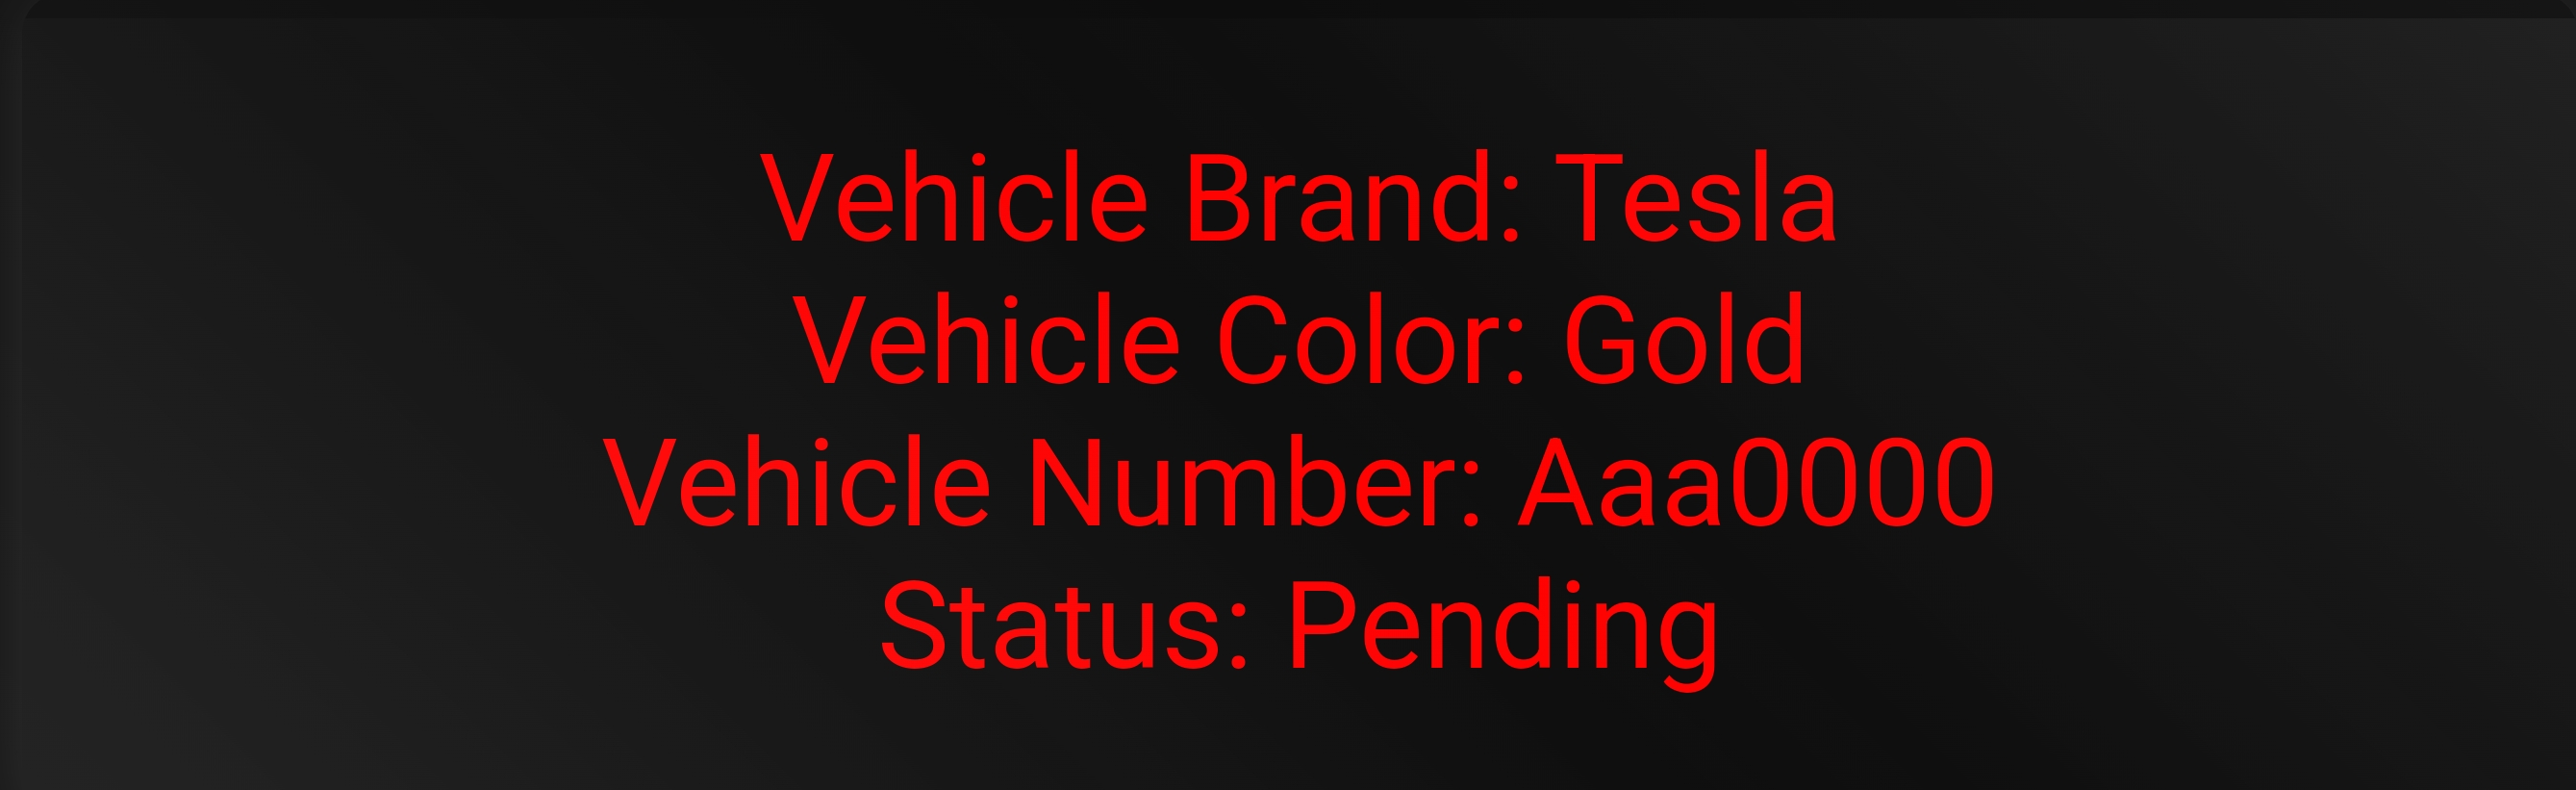 Vehicle Brand: Tesla
Vehicle Color: Gold
Vehicle Number: Aaa0000
Status: Pending